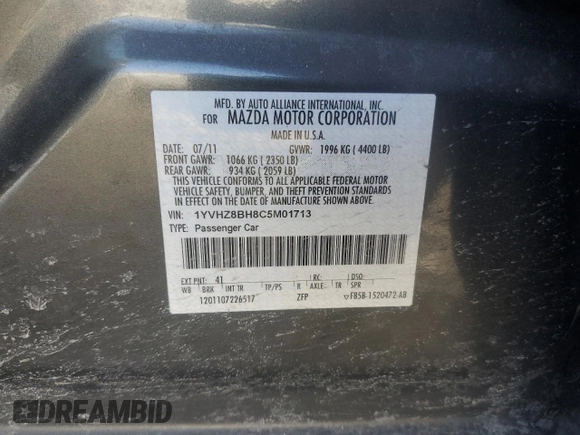 MFD. BY AUTO ALLIANCE INTERNATIONAL, INC.
FOR MAZDA MOTOR CORPORATION
MADE IN U.S.A.
DATE: 07/11 GVWR: 1996 KG ( 4400 LB)
FRONT GAWR: 1066 KG ( 2350 LB)
REAR GAWR: 934 KG ( 2059 LB)
THIS VEHICLE CONFORMS TO ALL APPLICABLE FEDERAL MOTOR
VEHICLE SAFETY, BUMPER, AND THEFT PREVENTION STANDARDS
IN EFFECT ON THE DATE OF MANUFACTURE SHOWN ABOVE.
VIN: 1YVHZ8BH8C5M01713
TYPE: Passenger Car
EXT PNT: 41 RC: DSO:
WB BRK INT TR TP/PS R AXLE TR SPR
1201107226517 ZFP FB5B-1520472-AB
DREAMBID